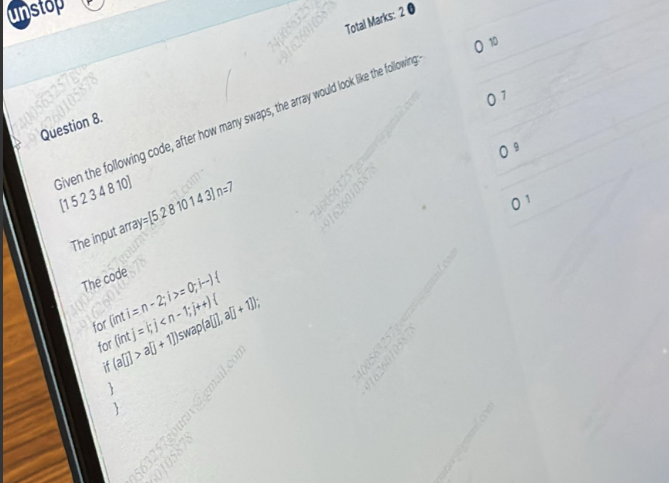 unstop
Total Marks: 2
Question 8.
Given the following code, after how many swaps, the array would look like the following:-
[1 5 2 3 4 8 10]
The input array=[5 2 8 10 1 4 3] n=7
The code
for (int i = n - 2; i >= 0; i--) {
for (int j = i; j < n - 1; j++) {
if (a[j] > a[j + 1])swap(a[j], a[j + 1]);
}
}
10
7
9
1